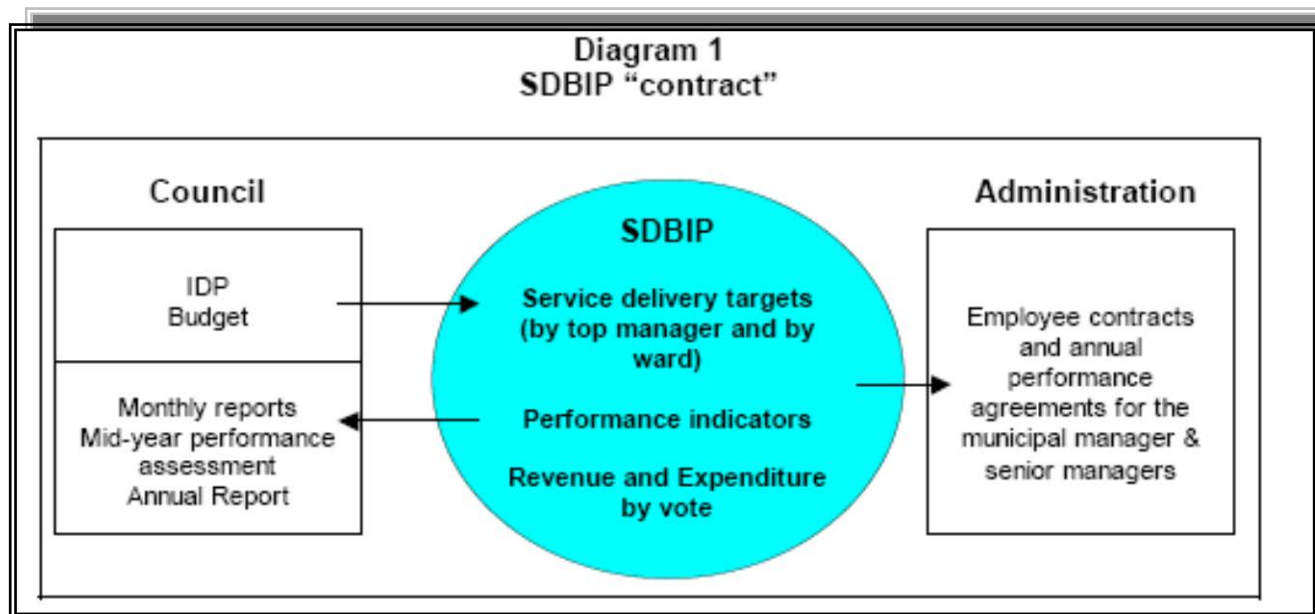 Diagram 1
SDBIP “contract”
Council
IDP
Budget
Monthly reports
Mid-year performance
assessment
Annual Report
SDBIP
Service delivery targets
(by top manager and by
ward)
Performance indicators
Revenue and Expenditure
by vote
Administration
Employee contracts
and annual
performance
agreements for the
municipal manager &
senior managers